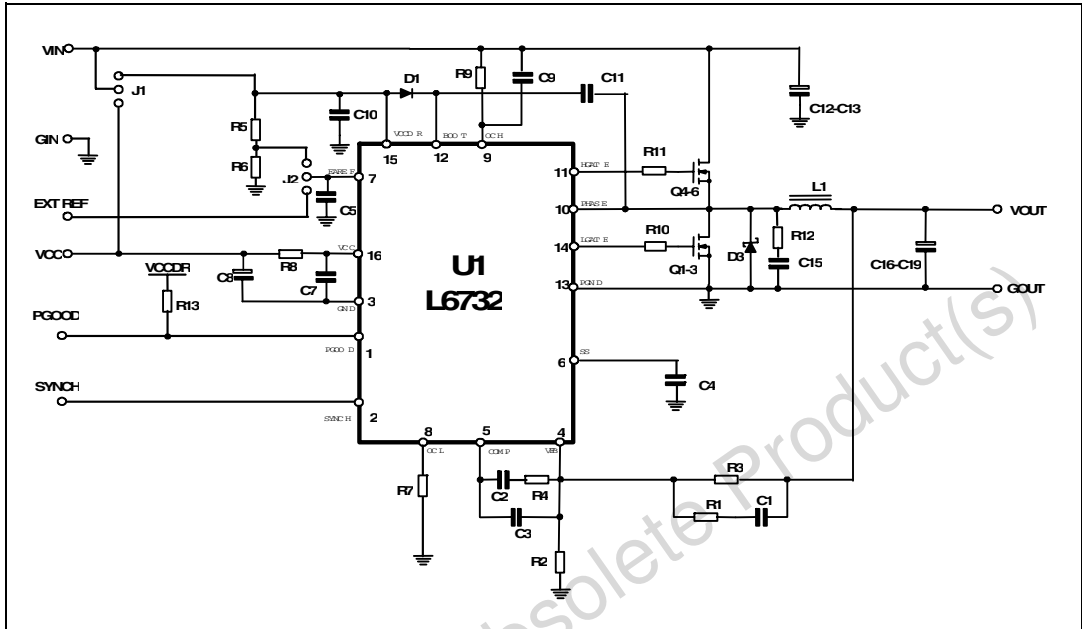 VIN
J1
GIN
EXT REF
VCC
VCCDR
R13
PGOOD
SYNCH
R5
R6
J2
C10
D1
R9
C9
C11
C12-C13
VCCDR
15
BOOT
12
OCH
9
EAREF
7
C5
VCC
16
R8
C8
C7
3
GND
1
PGOOD
2
SYNCH
U1
L6732
HGATE
11
R11
Q4-6
PHASE
10
LGATE
14
R10
Q1-3
PGND
13
D3
R12
C15
L1
C16-C19
VOUT
GOUT
SS
6
C4
8
OCL
R7
5
COMP
4
VFB
C2
R4
C3
R2
R3
R1
C1
bsolete Product(s)